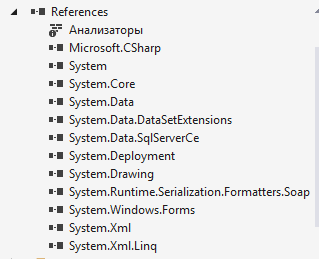 References
Анализаторы
Microsoft.CSharp
System
System.Core
System.Data
System.Data.DataSetExtensions
System.Data.SqlServerCe
System.Deployment
System.Drawing
System.Runtime.Serialization.Formatters.Soap
System.Windows.Forms
System.Xml
System.Xml.Linq